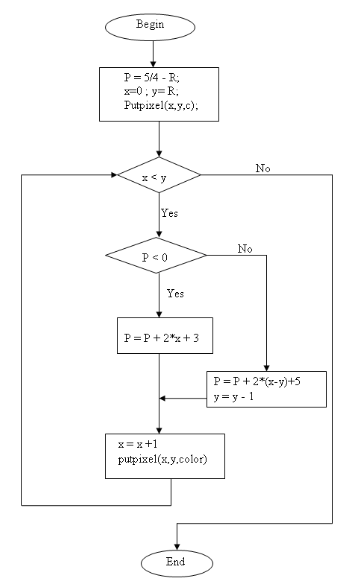 Begin
P = 5/4 - R;
x=0 ; y= R;
Putpixel(x,y,c);
x < y
No
Yes
P < 0
No
Yes
P = P + 2*x + 3
P = P + 2*(x-y)+5
y = y - 1
x = x +1
putpixel(x,y,color)
End